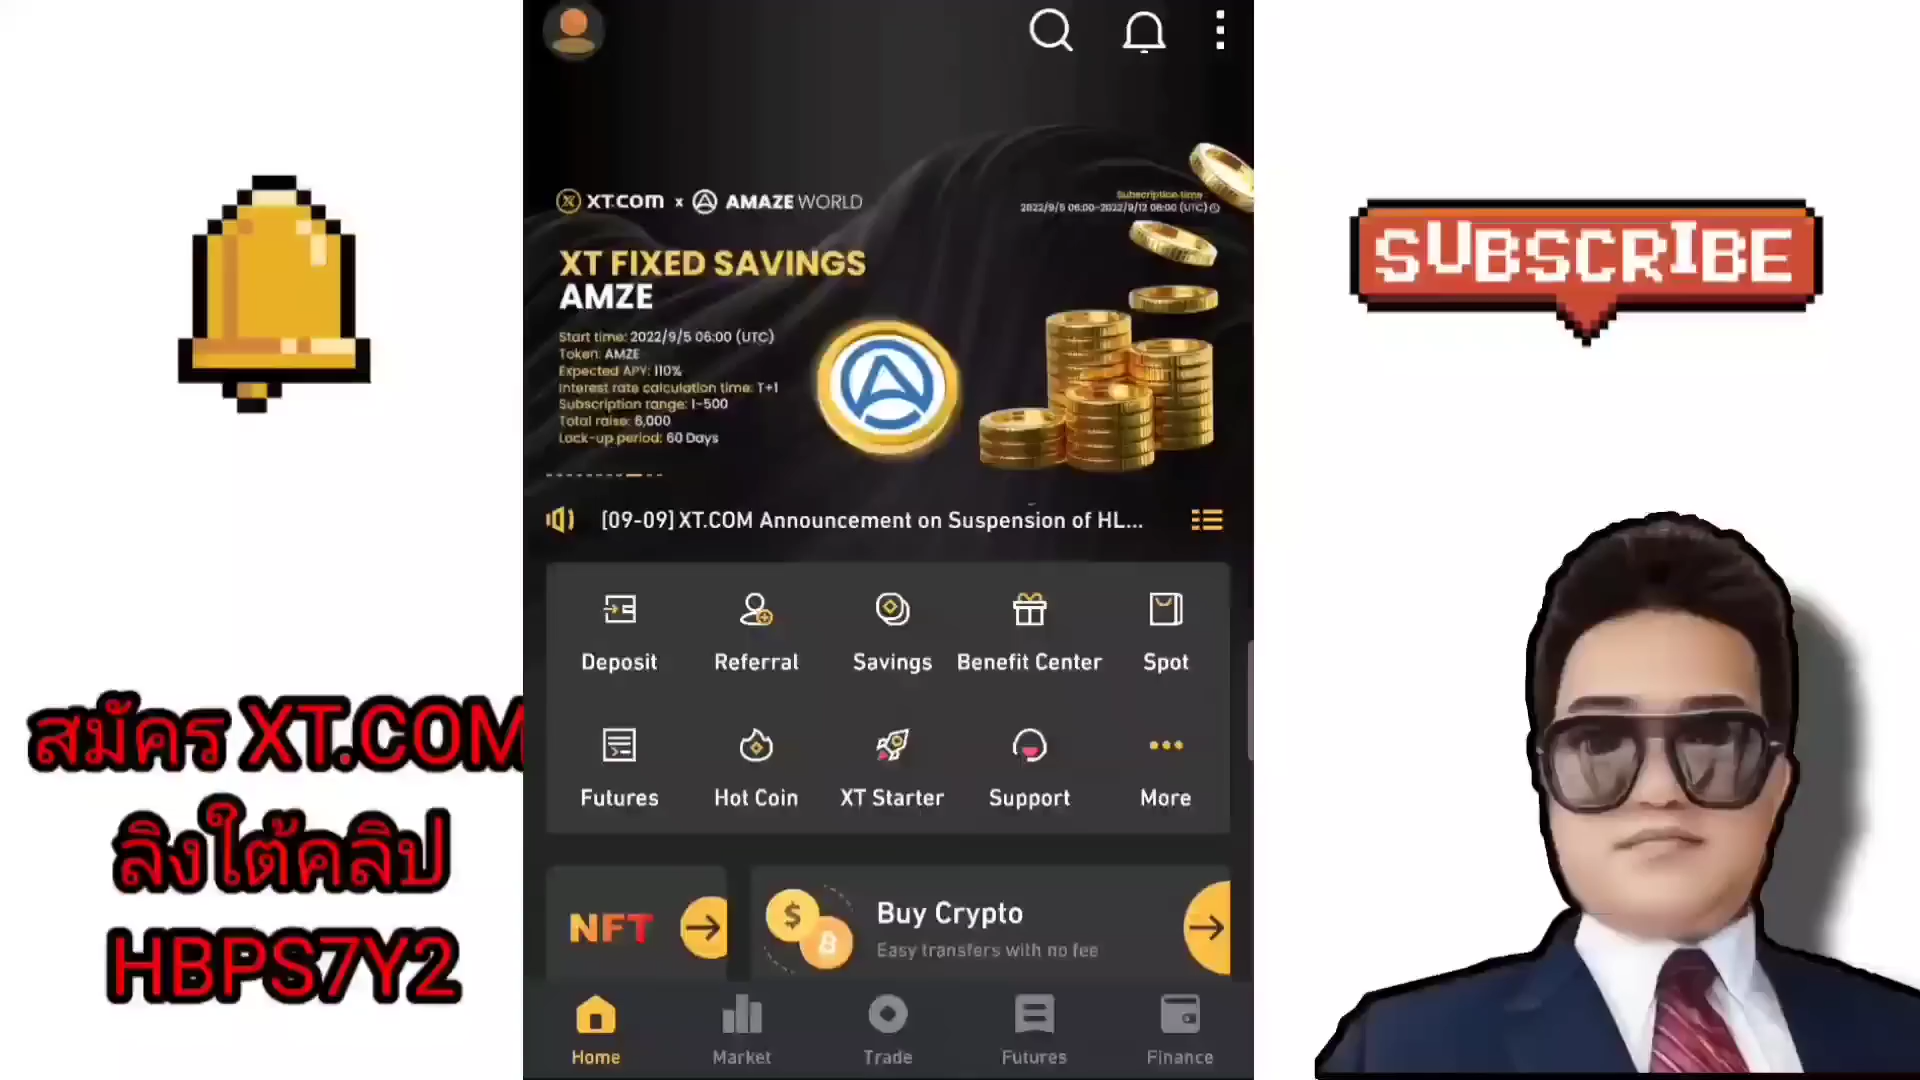 XT.COM x AMAZE WORLD
Subscription time
2022/9/5 06:00-2022/9/12 06:00 (UTC)
XT FIXED SAVINGS
AMZE
Start time: 2022/9/5 06:00 (UTC)
Token: AMZE
Expected APY: 110%
Interest rate calculation time: T+1
Subscription range: 1-500
Total raise: 6,000
Lock-up period: 60 Days
[09-09] XT.COM Announcement on Suspension of HL...
Deposit Referral Savings Benefit Center Spot
Futures Hot Coin XT Starter Support More
NFT
Buy Crypto
Easy transfers with no fee
Home Market Trade Futures Finance
สมัคร XT.COM
ลิงใต้คลิป
HBPS7Y2
SUBSCRIBE